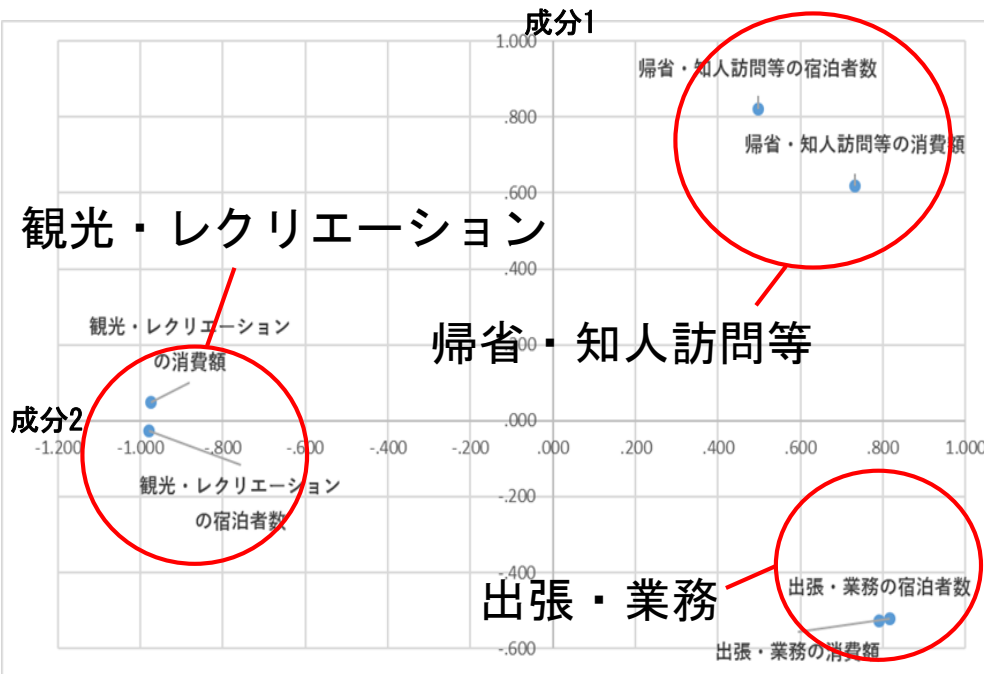 成分1
1.000
帰省・知人訪問等の宿泊者数
.800
帰省・知人訪問等の消費額
.600
観光・レクリエーション
.400
観光・レクリエーション
の消費額
.200
帰省・知人訪問等
成分2
.000
-1.200 -1.000 -.800 -.600 -.400 -.200 .000 .200 .400 .600 .800 1.000
観光・レクリエーション
の宿泊者数
-.200
-.400
出張・業務
出張・業務の宿泊者数
-.600
出張・業務の消費額